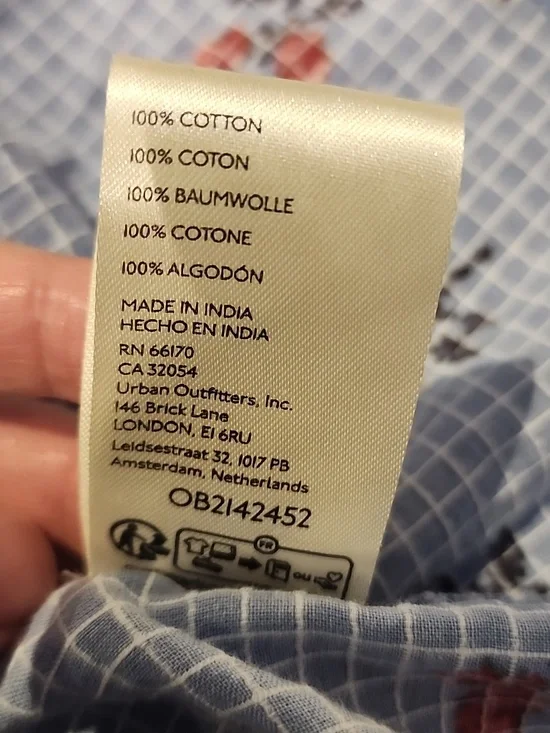 100% COTTON
100% COTON
100% BAUMWOLLE
100% COTONE
100% ALGODÓN
MADE IN INDIA
HECHO EN INDIA
RN 66170
CA 32054
Urban Outfitters, Inc.
146 Brick Lane
LONDON, E1 6RU
Leidsestraat 32, 1017 PB
Amsterdam, Netherlands
OB2142452
FR
OU